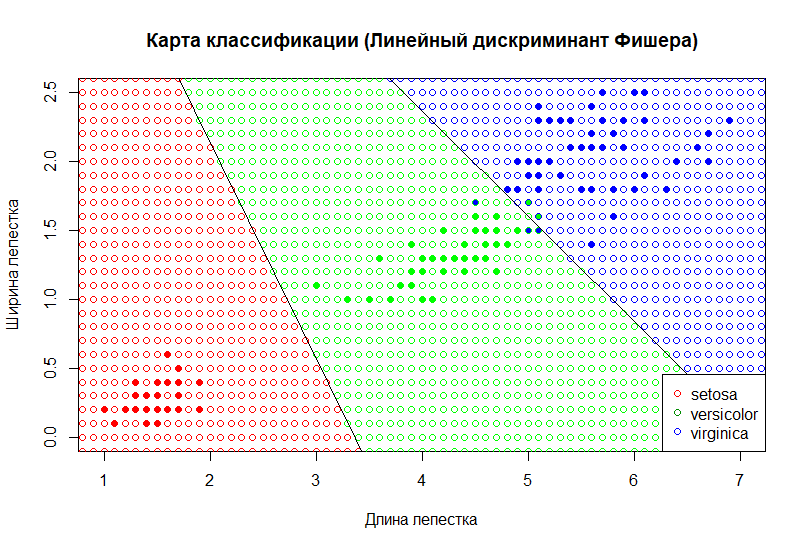 Карта классификации (Линейный дискриминант Фишера)
Ширина лепестка
2.5
2.0
1.5
1.0
0.5
0.0
setosa
versicolor
virginica
1 2 3 4 5 6 7
Длина лепестка